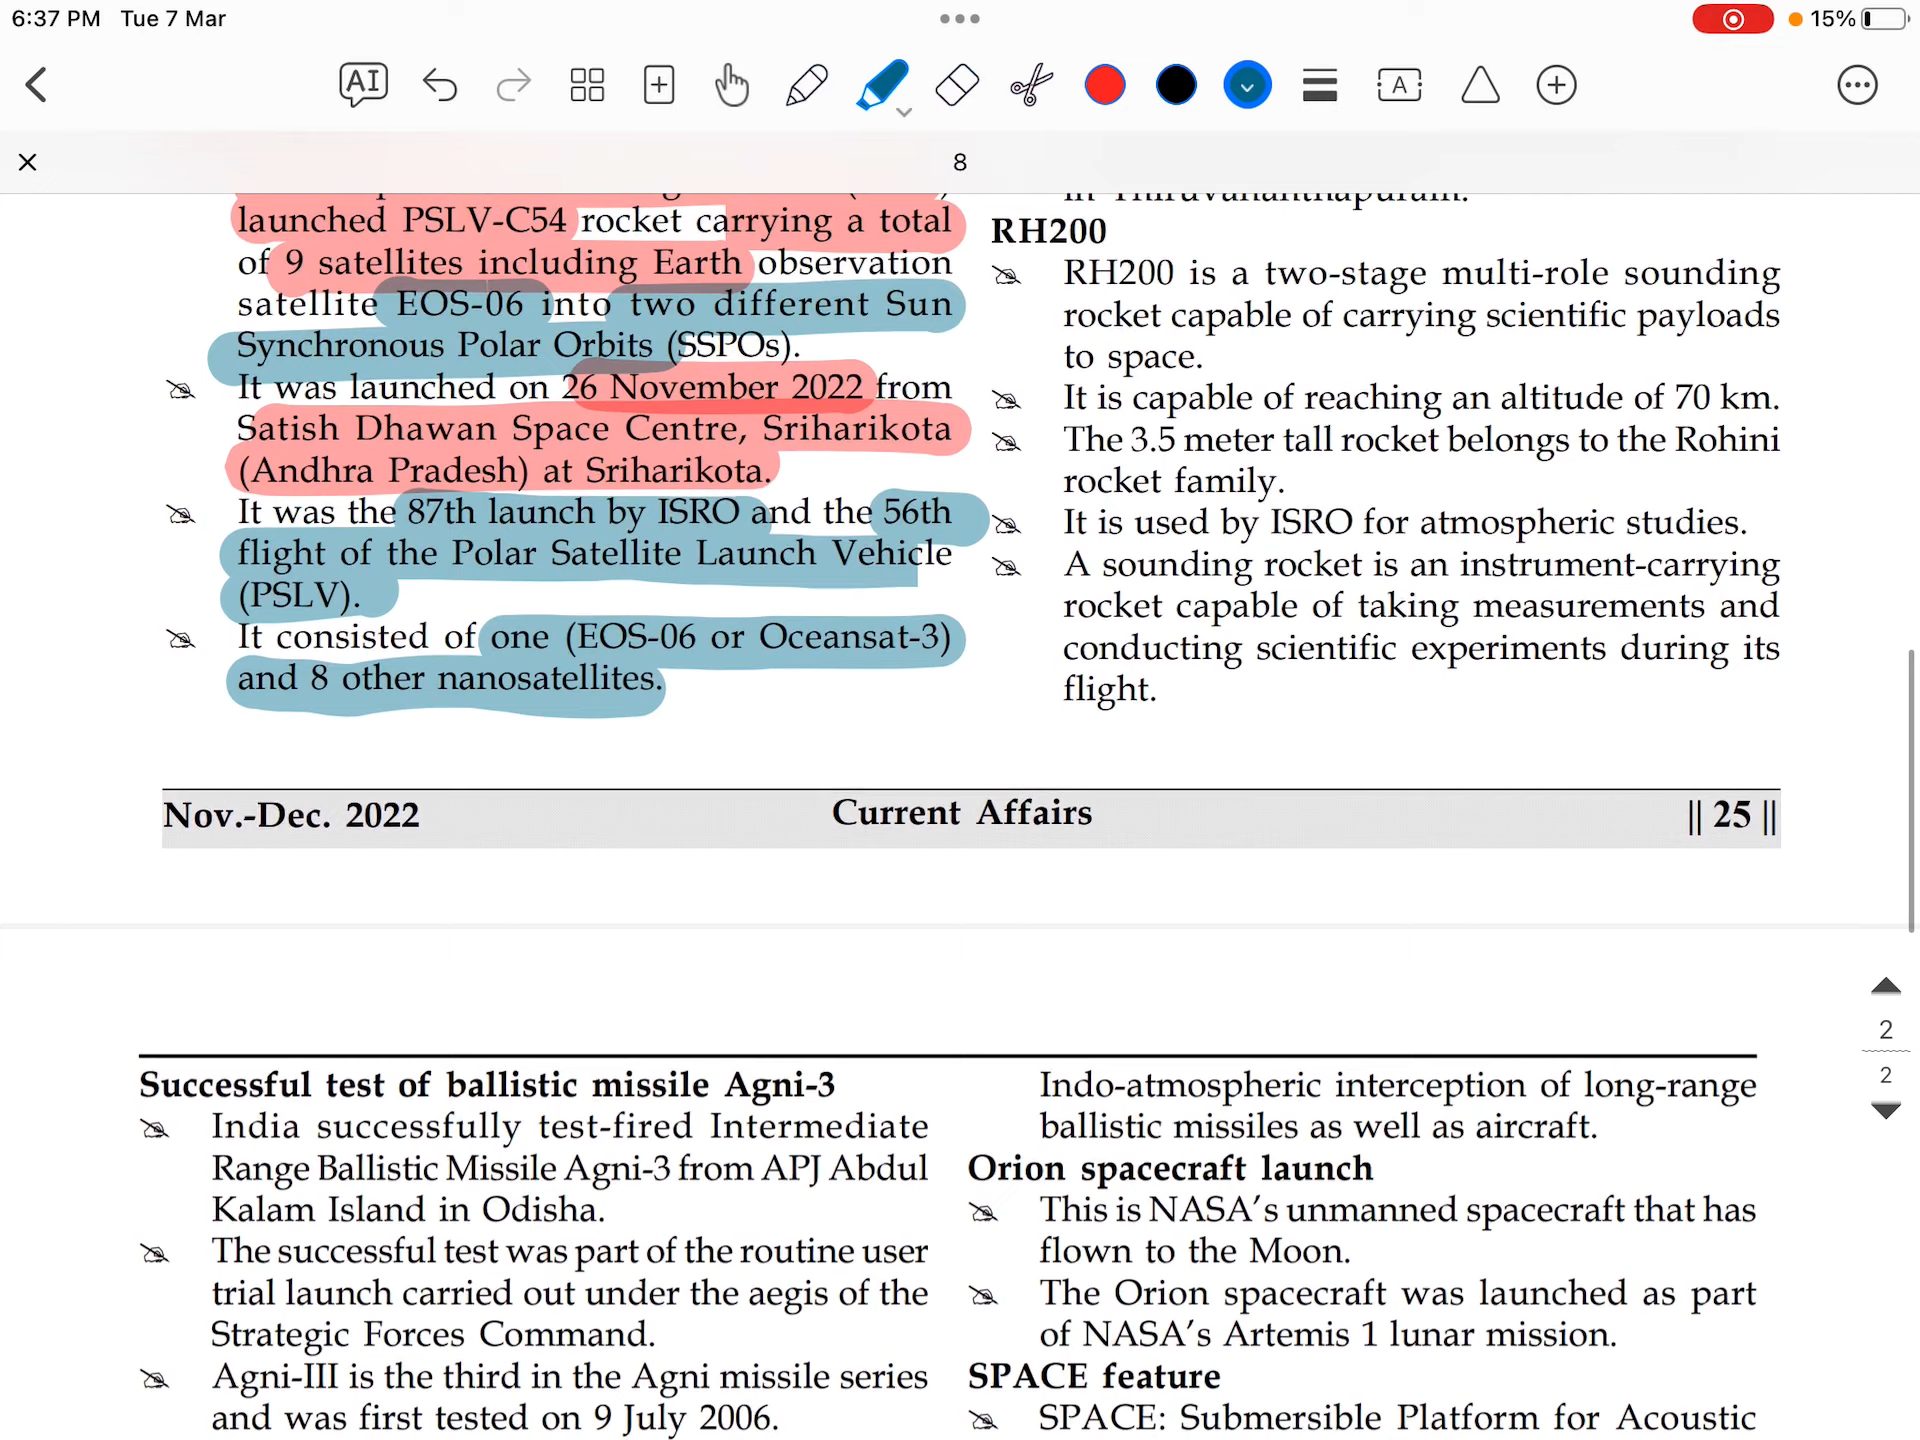 6:37 PM Tue 7 Mar
15%
AI
A
8
launched PSLV-C54 rocket carrying a total
of 9 satellites including Earth observation
satellite EOS-06 into two different Sun
Synchronous Polar Orbits (SSPOs).
It was launched on 26 November 2022 from
Satish Dhawan Space Centre, Sriharikota
(Andhra Pradesh) at Sriharikota.
It was the 87th launch by ISRO and the 56th
flight of the Polar Satellite Launch Vehicle
(PSLV).
It consisted of one (EOS-06 or Oceansat-3)
and 8 other nanosatellites.
in Thiruvananthapuram.
RH200
RH200 is a two-stage multi-role sounding
rocket capable of carrying scientific payloads
to space.
It is capable of reaching an altitude of 70 km.
The 3.5 meter tall rocket belongs to the Rohini
rocket family.
It is used by ISRO for atmospheric studies.
A sounding rocket is an instrument-carrying
rocket capable of taking measurements and
conducting scientific experiments during its
flight.
Nov.-Dec. 2022 Current Affairs || 25 ||
2
2
Successful test of ballistic missile Agni-3
India successfully test-fired Intermediate
Range Ballistic Missile Agni-3 from APJ Abdul
Kalam Island in Odisha.
The successful test was part of the routine user
trial launch carried out under the aegis of the
Strategic Forces Command.
Agni-III is the third in the Agni missile series
and was first tested on 9 July 2006.
Indo-atmospheric interception of long-range
ballistic missiles as well as aircraft.
Orion spacecraft launch
This is NASA's unmanned spacecraft that has
flown to the Moon.
The Orion spacecraft was launched as part
of NASA's Artemis 1 lunar mission.
SPACE feature
SPACE: Submersible Platform for Acoustic